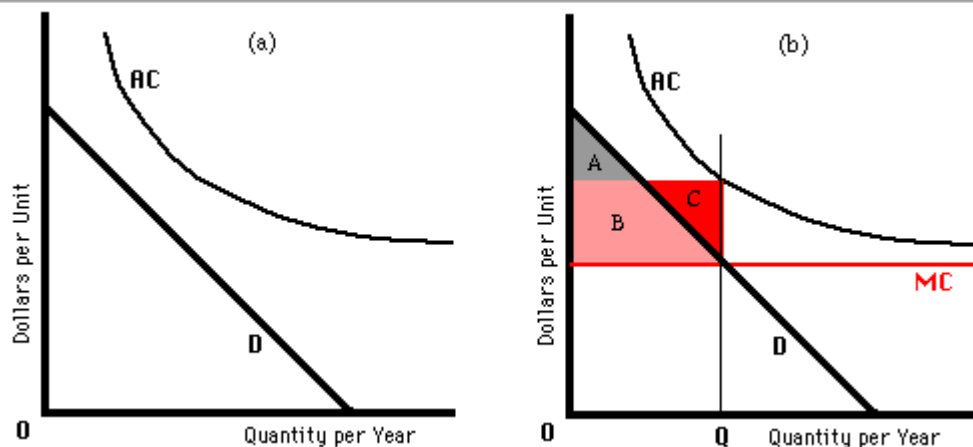 (a)
AC
D
Dollars per Unit
0
Quantity per Year
(b)
AC
A
B
C
MC
D
Dollars per Unit
0
Q
Quantity per Year